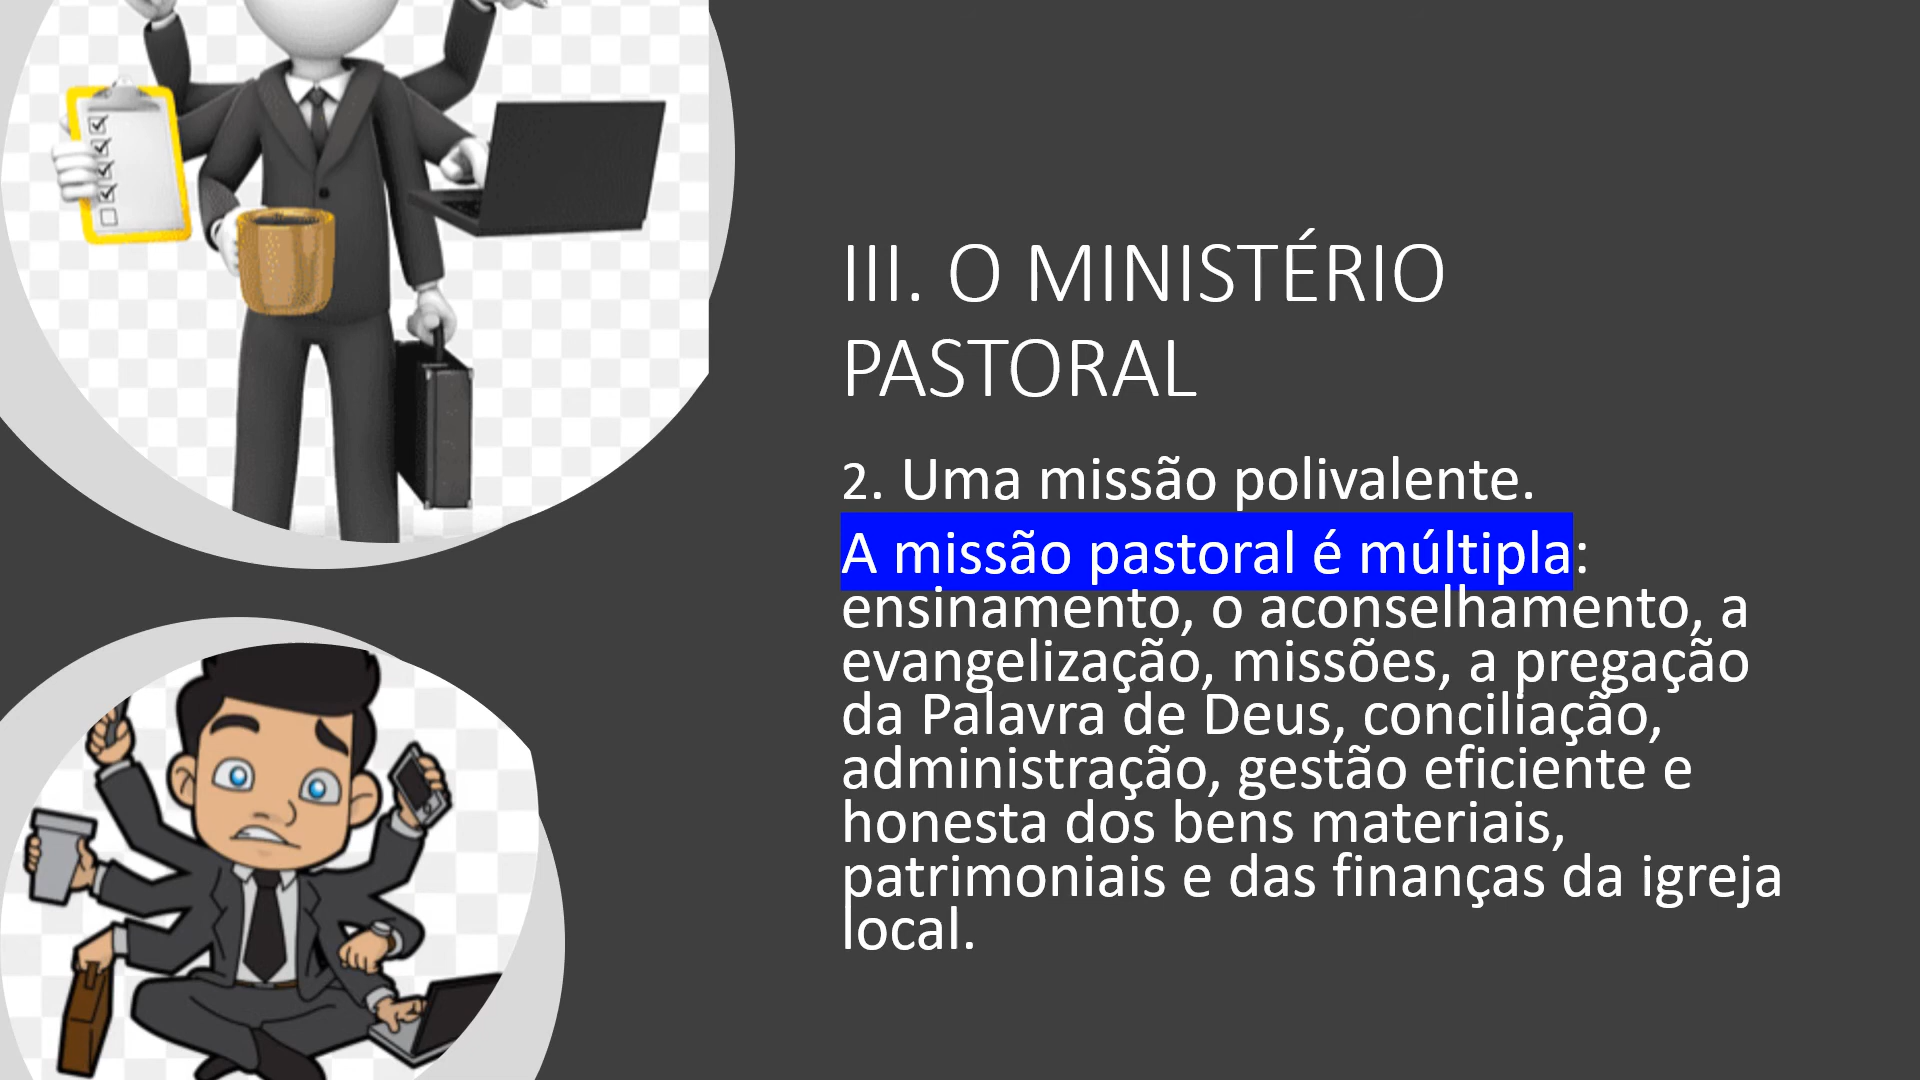 III. O MINISTÉRIO
PASTORAL
2. Uma missão polivalente.
A missão pastoral é múltipla:
ensinamento, o aconselhamento, a
evangelização, missões, a pregação
da Palavra de Deus, conciliação,
administração, gestão eficiente e
honesta dos bens materiais,
patrimoniais e das finanças da igreja
local.